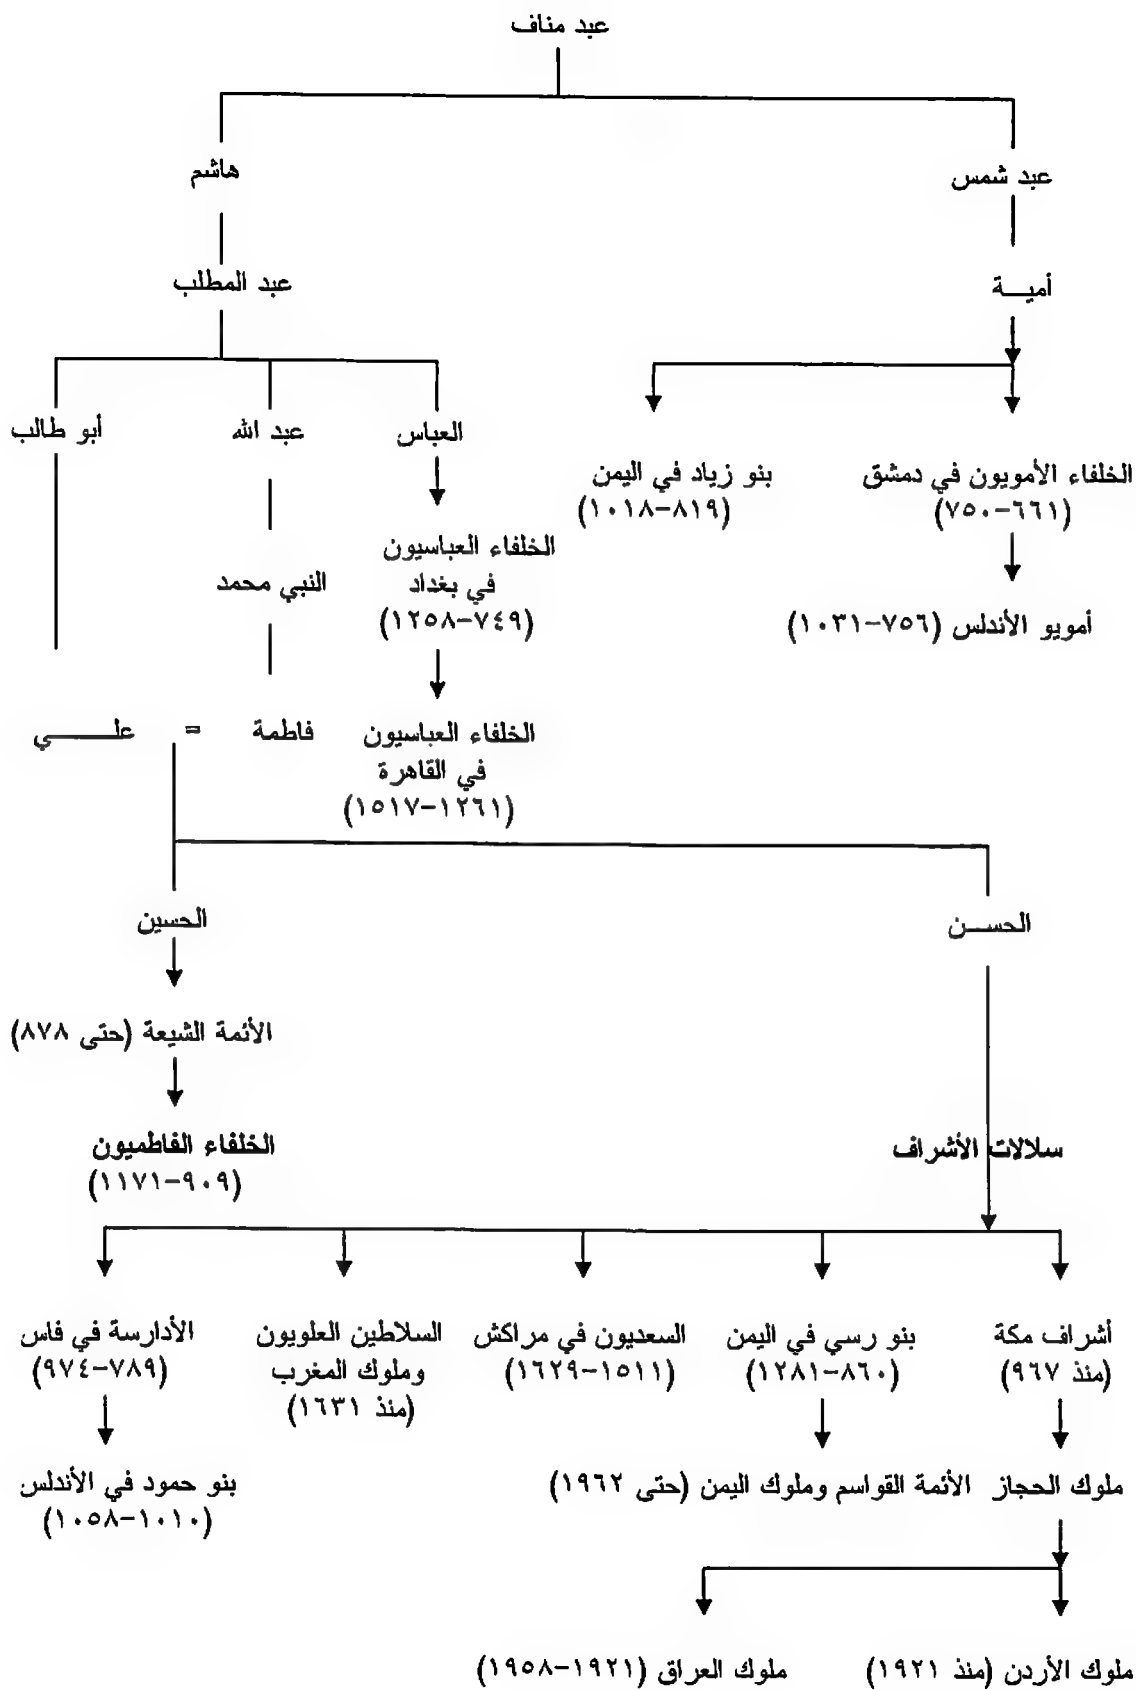 عبد مناف
عبد شمس
هاشم
أميـــة
عبد المطلب
العباس
عبد الله
أبو طالب
الخلفاء الأمويون في دمشق
(٦٦١-٧٥٠)
بنو زياد في اليمن
(٨١٩-١٠١٨)
الخلفاء العباسيون
في بغداد
(٧٤٩-١٢٥٨)
النبي محمد
أمويو الأندلس (٧٥٦-١٠٣١)
الخلفاء العباسيون
في القاهرة
(١٢٦١-١٥١٧)
فاطمة = علـــــي
الحســـن
الحسين
الأئمة الشيعة (حتى ٨٧٨)
الخلفاء الفاطميون
(٩٠٩-١١٧١)
سلالات الأشراف
أشراف مكة
(منذ ٩٦٧)
بنو رسي في اليمن
(٨٦٠-١٢٨١)
السعديون في مراكش
(١٥١١-١٦٢٩)
السلاطين العلويون
وملوك المغرب
(منذ ١٦٣١)
الأدارسة في فاس
(٧٨٩-٩٧٤)
ملوك الحجاز
الأئمة القواسم وملوك اليمن (حتى ١٩٦٢)
بنو حمود في الأندلس
(١٠١٠-١٠٥٨)
ملوك الأردن (منذ ١٩٢١)
ملوك العراق (١٩٢١-١٩٥٨)